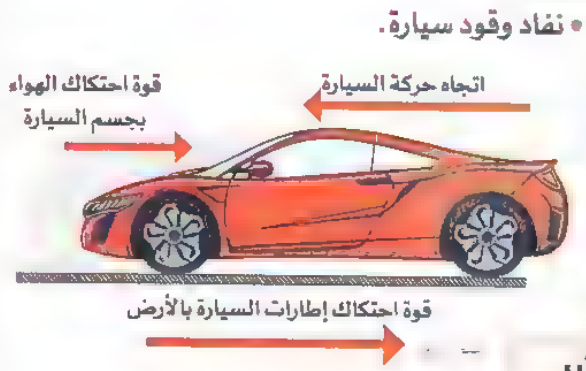 • نفاد وقود سيارة.
اتجاه حركة السيارة
قوة احتكاك الهواء
بجسم السيارة
قوة احتكاك إطارات السيارة بالأرض